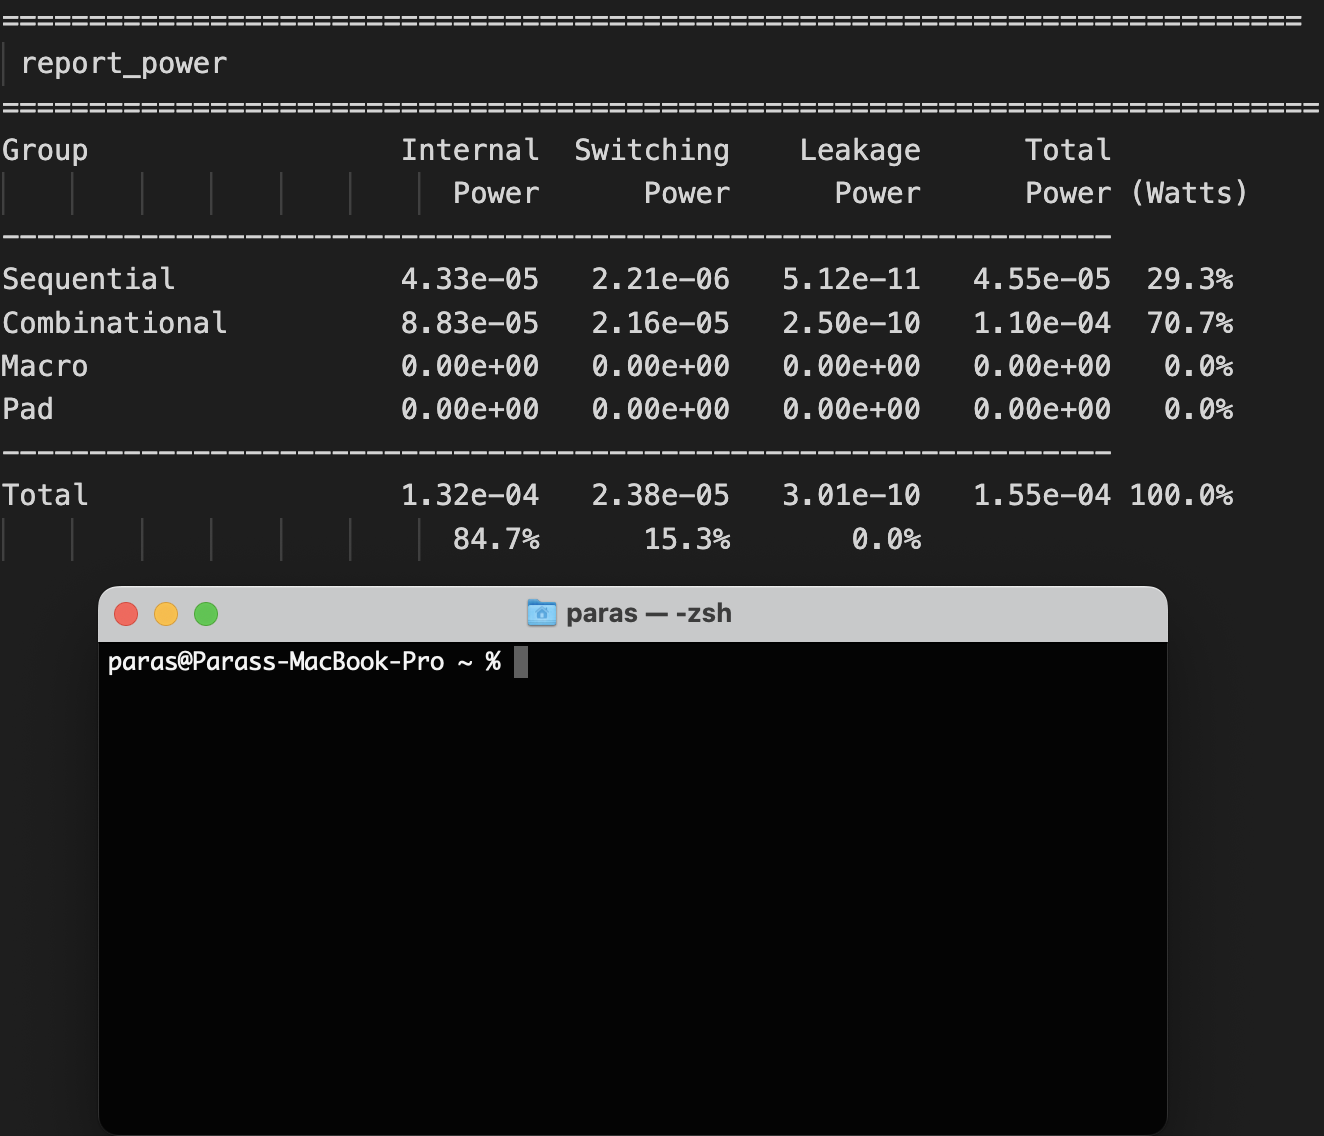 ============================================================================
report_power
============================================================================
Group                  Internal  Switching    Leakage      Total
                          Power      Power      Power      Power (Watts)
----------------------------------------------------------------
Sequential             4.33e-05   2.21e-06   5.12e-11   4.55e-05  29.3%
Combinational          8.83e-05   2.16e-05   2.50e-10   1.10e-04  70.7%
Macro                  0.00e+00   0.00e+00   0.00e+00   0.00e+00   0.0%
Pad                    0.00e+00   0.00e+00   0.00e+00   0.00e+00   0.0%
----------------------------------------------------------------
Total                  1.32e-04   2.38e-05   3.01e-10   1.55e-04 100.0%
                          84.7%      15.3%       0.0%
paras — -zsh
paras@Parass-MacBook-Pro ~ %